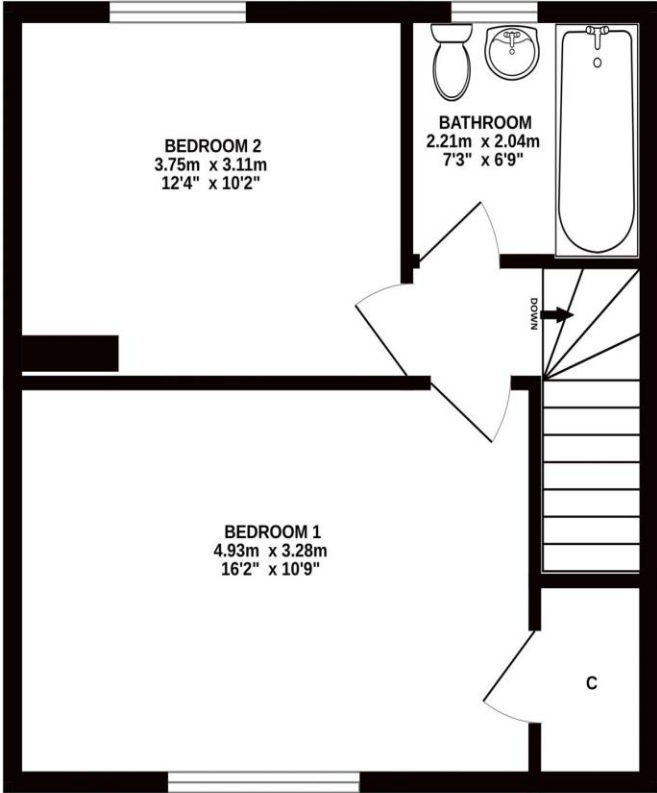 BEDROOM 2
3.75m x 3.11m
12'4" x 10'2"
BATHROOM
2.21m x 2.04m
7'3" x 6'9"
DOWN
BEDROOM 1
4.93m x 3.28m
16'2" x 10'9"
C